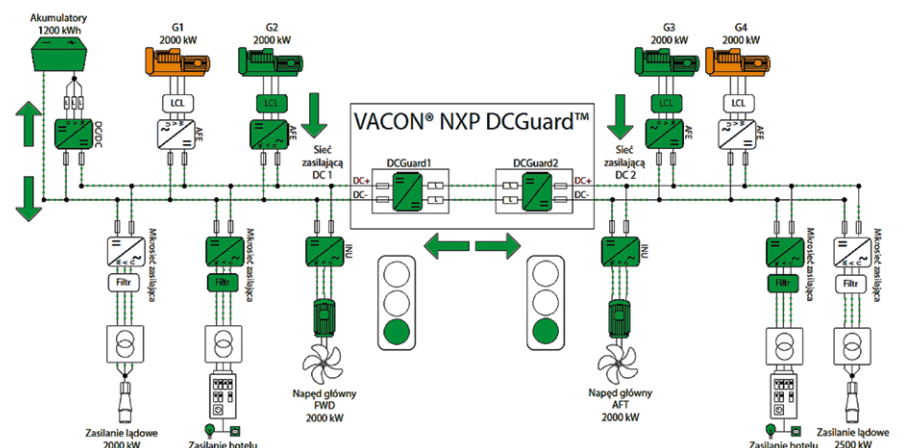 Akumulatory
1200 kWh
G1
2000 kW
G2
2000 kW
G3
2000 kW
G4
2000 kW
LCL
LCL
LCL
LCL
DC/DC
AFE
AFE
AFE
AFE
Sieć
zasilającą
DC 1
VACON® NXP DCGuard™
DCGuard1
DCGuard2
DC+
DC-
DC+
DC-
Sieć
zasilającą
DC 2
Mikrosieć zasilająca
Mikrosieć zasilająca
INU
INU
Mikrosieć zasilająca
Mikrosieć zasilająca
Filtr
Filtr
Filtr
Filtr
Napęd główny
FWD
2000 kW
Napęd główny
AFT
2000 kW
Zasilanie lądowe
2000 kW
Zasilanie hotelu
Zasilanie hotelu
Zasilanie lądowe
2500 kW